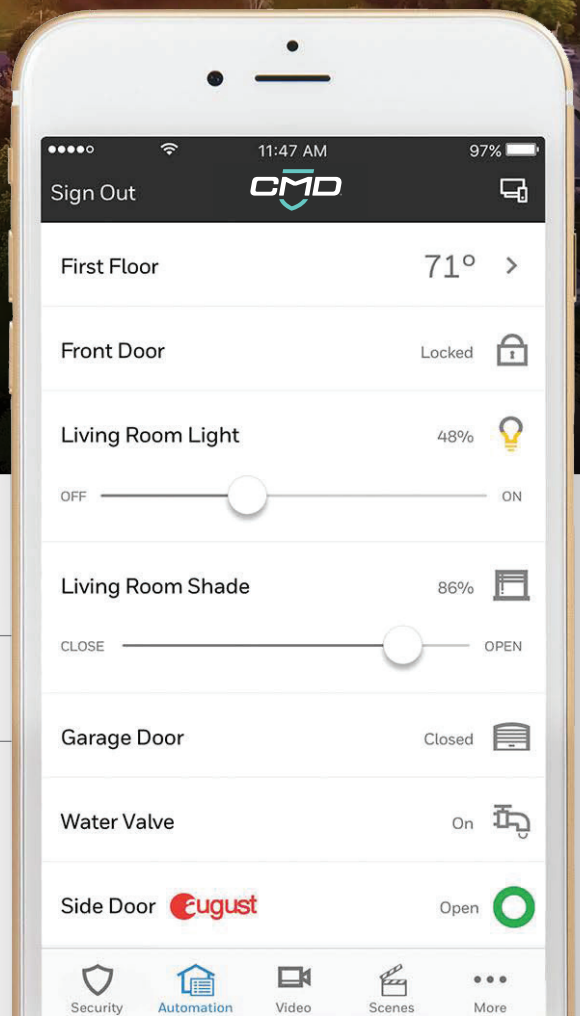 11:47 AM 97%
Sign Out CMD
First Floor 71°
Front Door Locked
Living Room Light 48%
OFF ON
Living Room Shade 86%
CLOSE OPEN
Garage Door Closed
Water Valve On
Side Door august Open
Security Automation Video Scenes More